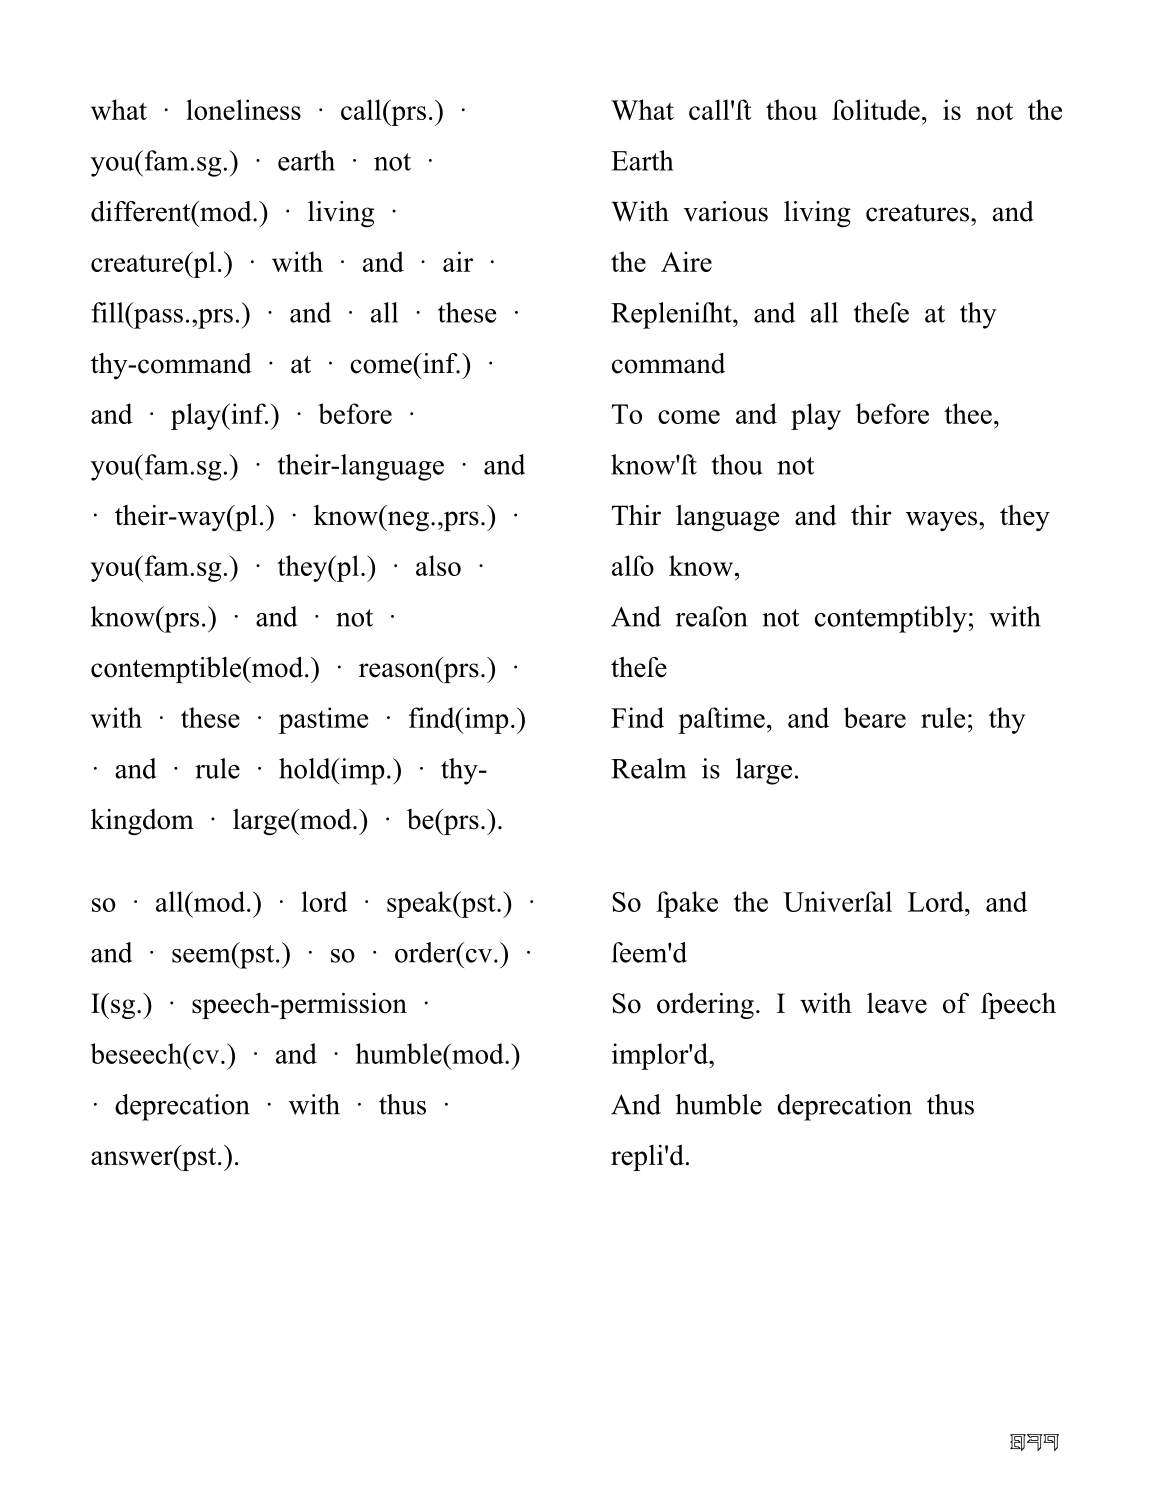 what · loneliness · call(prs.) ·
you(fam.sg.) · earth · not ·
different(mod.) · living ·
creature(pl.) · with · and · air ·
fill(pass.,prs.) · and · all · these ·
thy-command · at · come(inf.) ·
and · play(inf.) · before ·
you(fam.sg.) · their-language · and
· their-way(pl.) · know(neg.,prs.) ·
you(fam.sg.) · they(pl.) · also ·
know(prs.) · and · not ·
contemptible(mod.) · reason(prs.) ·
with · these · pastime · find(imp.)
· and · rule · hold(imp.) · thy-
kingdom · large(mod.) · be(prs.).
What call'ſt thou ſolitude, is not the
Earth
With various living creatures, and
the Aire
Repleniſht, and all theſe at thy
command
To come and play before thee,
know'ſt thou not
Thir language and thir wayes, they
alſo know,
And reaſon not contemptibly; with
theſe
Find paſtime, and beare rule; thy
Realm is large.
so · all(mod.) · lord · speak(pst.) ·
and · seem(pst.) · so · order(cv.) ·
I(sg.) · speech-permission ·
beseech(cv.) · and · humble(mod.)
· deprecation · with · thus ·
answer(pst.).
So ſpake the Univerſal Lord, and
ſeem'd
So ordering. I with leave of ſpeech
implor'd,
And humble deprecation thus
repli'd.